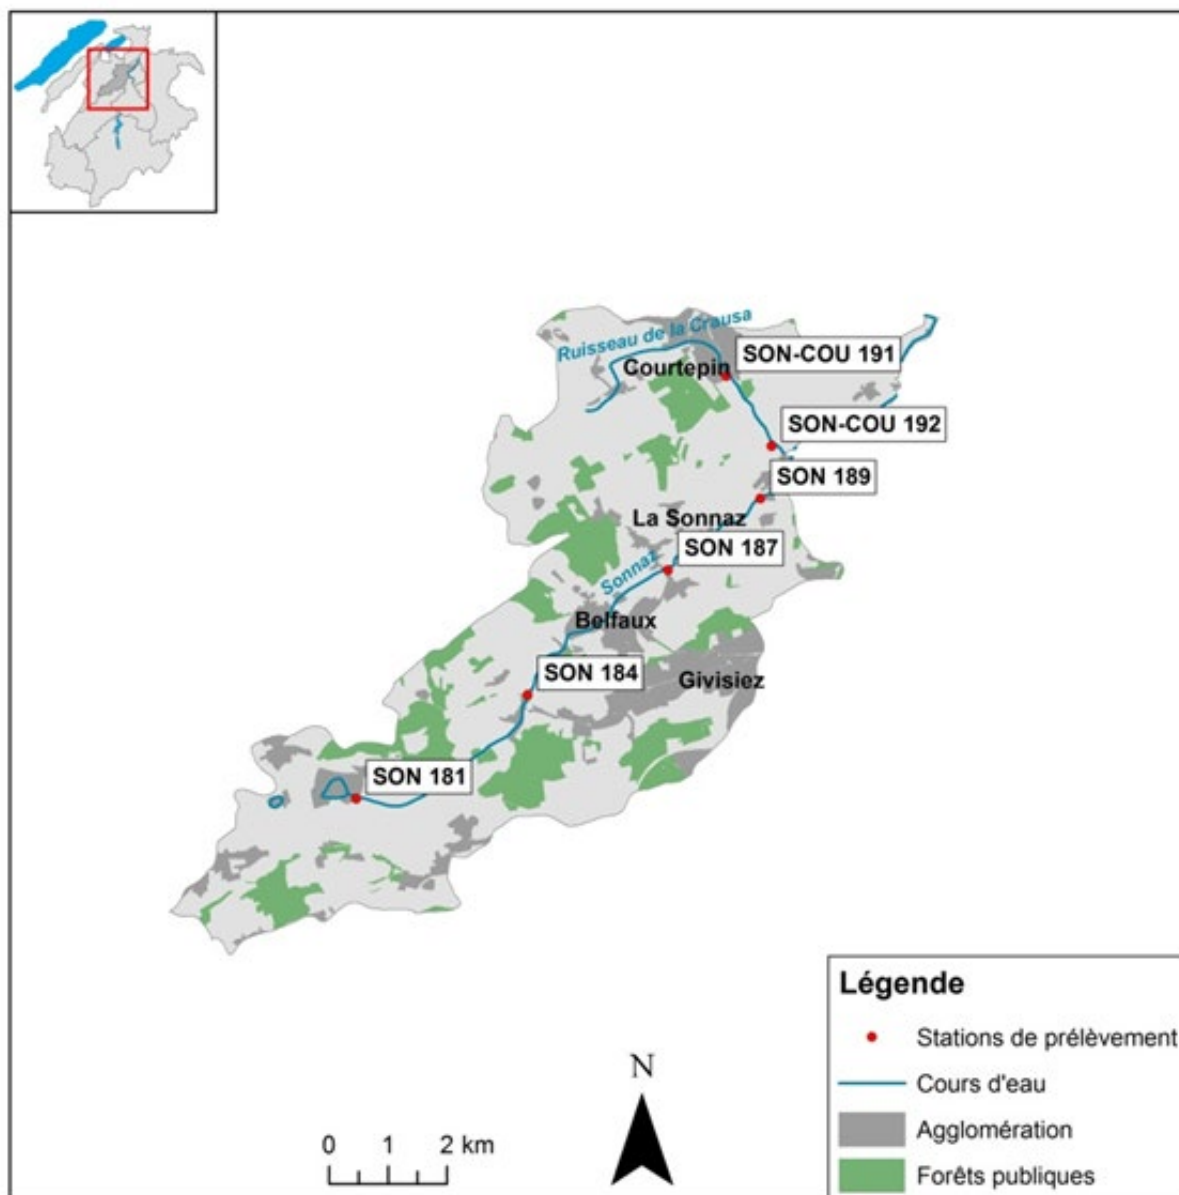 Ruisseau de la Crausa
SON-COU 191
Courtepin
SON-COU 192
SON 189
La Sonnaz
SON 187
Sonnaz
Belfaux
SON 184
Givisiez
SON 181
Légende
Stations de prélèvement
Cours d'eau
Agglomération
Forêts publiques
N
0 1 2 km